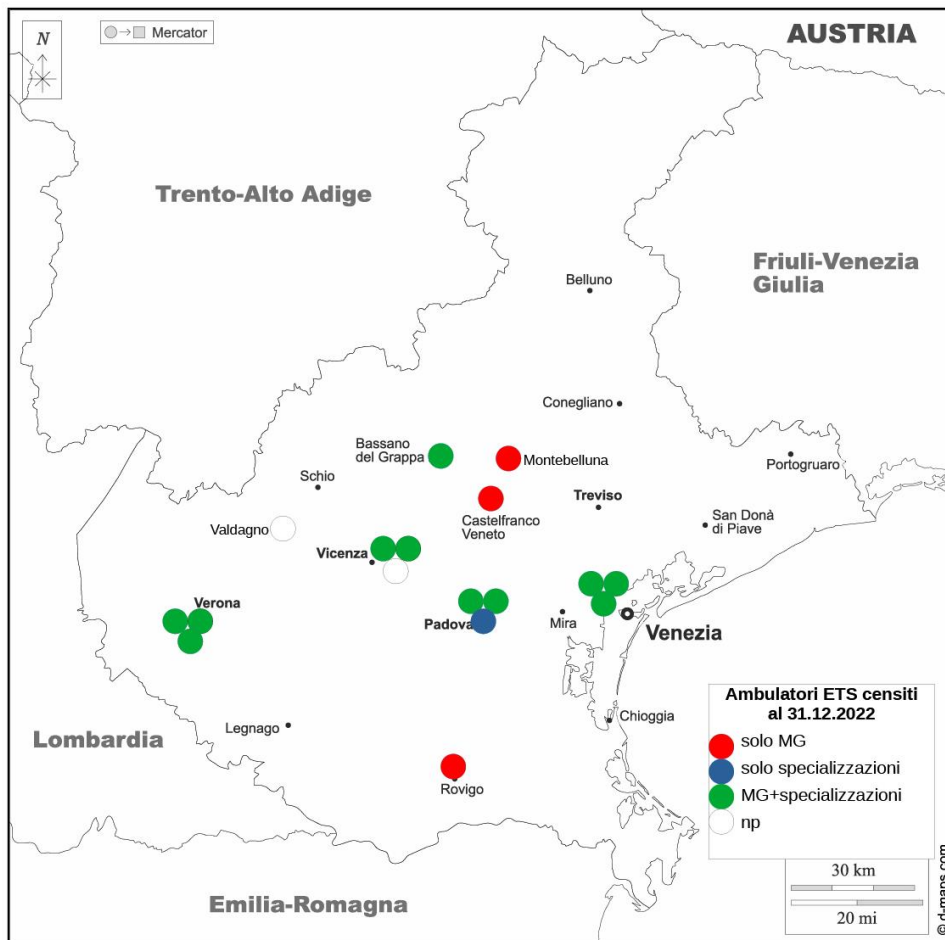 N
Mercator
AUSTRIA
Trento-Alto Adige
Friuli-Venezia
Giulia
Belluno
Conegliano
Bassano
del Grappa
Montebelluna
Portogruaro
Schio
Treviso
Castelfranco
Veneto
San Donà
di Piave
Valdagno
Vicenza
Verona
Padova
Mira
Venezia
Legnago
Chioggia
Lombardia
Rovigo
Emilia-Romagna
Ambulatori ETS censiti
al 31.12.2022
solo MG
solo specializzazioni
MG+specializzazioni
np
30 km
20 mi
© d-maps.com